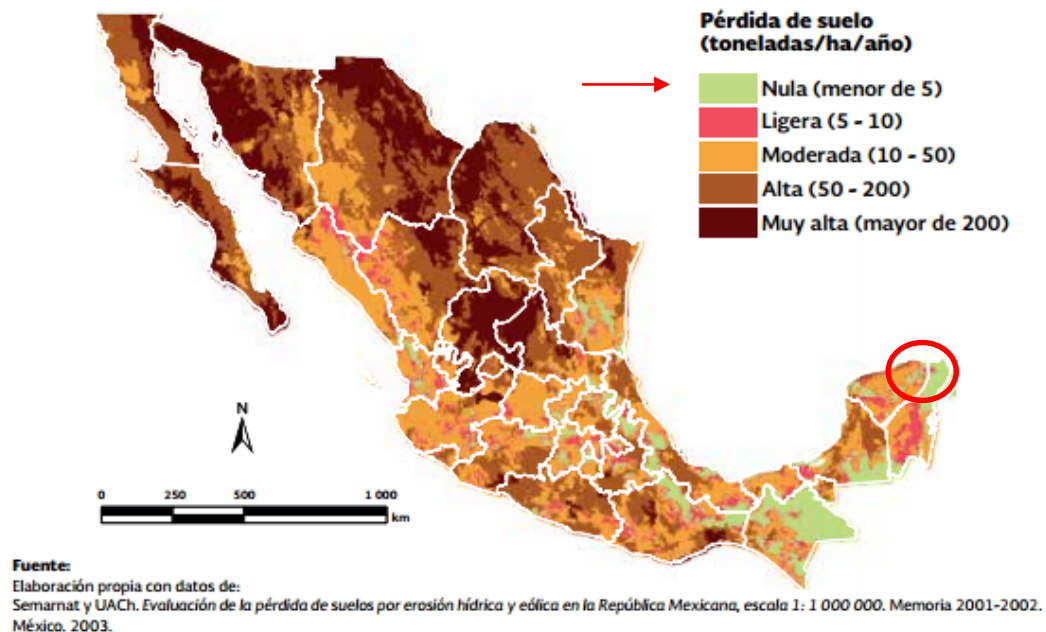 Pérdida de suelo
(toneladas/ha/año)
Nula (menor de 5)
Ligera (5 - 10)
Moderada (10 - 50)
Alta (50 - 200)
Muy alta (mayor de 200)
N
0 250 500 1 000
km
Fuente:
Elaboración propia con datos de:
Semarnat y UACh. Evaluación de la pérdida de suelos por erosión hídrica y eólica en la República Mexicana, escala 1: 1 000 000. Memoria 2001-2002.
México. 2003.